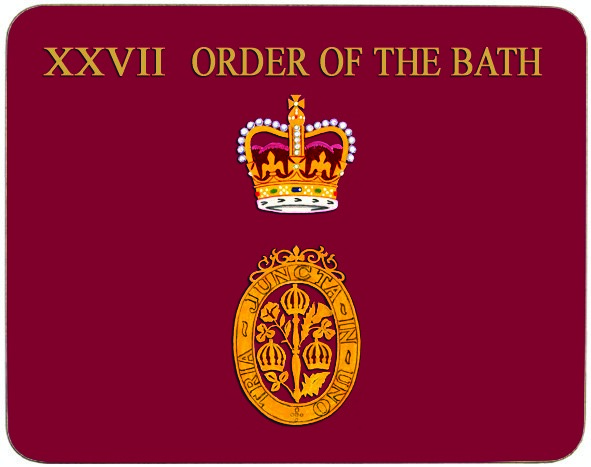 XXVII ORDER OF THE BATH
TRIA JUNCTA IN UNO